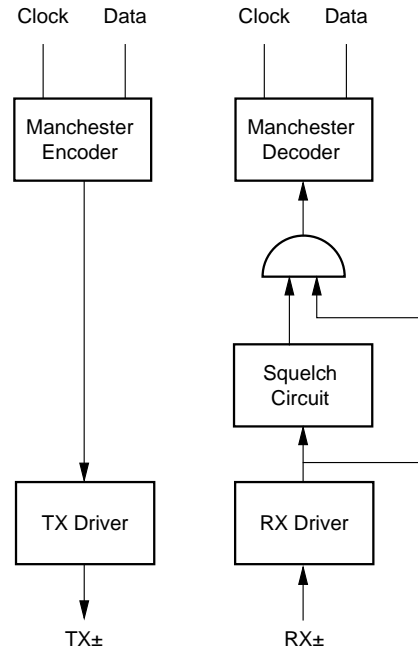 Clock Data Clock Data
Manchester
Encoder
Manchester
Decoder
Squelch
Circuit
TX Driver
RX Driver
TX±
RX±